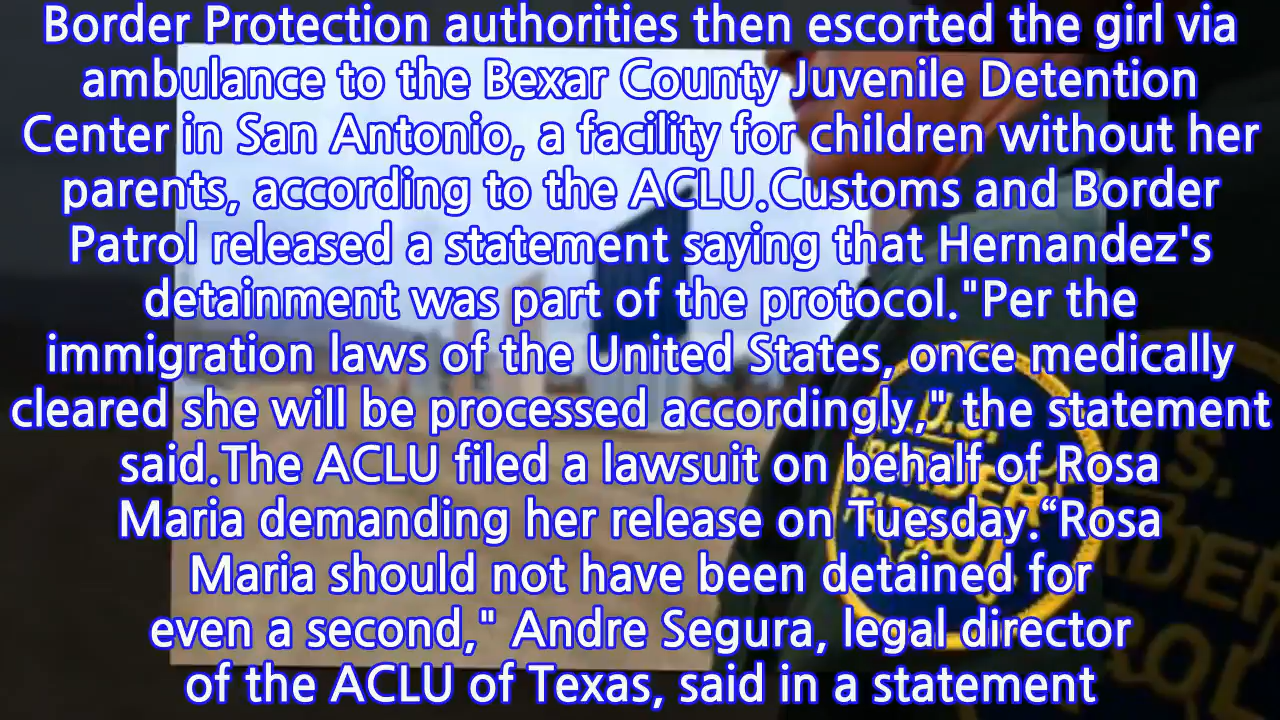 Border Protection authorities then escorted the girl via
ambulance to the Bexar County Juvenile Detention
Center in San Antonio, a facility for children without her
parents, according to the ACLU.Customs and Border
Patrol released a statement saying that Hernandez's
detainment was part of the protocol."Per the
immigration laws of the United States, once medically
cleared she will be processed accordingly," the statement
said.The ACLU filed a lawsuit on behalf of Rosa
Maria demanding her release on Tuesday.“Rosa
Maria should not have been detained for
even a second," Andre Segura, legal director
of the ACLU of Texas, said in a statement
U.S.
BORDER
PATROL